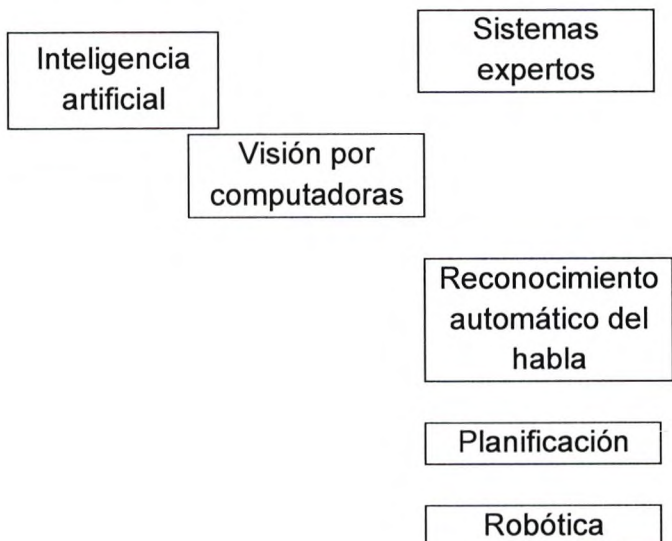 Inteligencia
artificial
Sistemas
expertos
Visión por
computadoras
Reconocimiento
automático del
habla
Planificación
Robótica